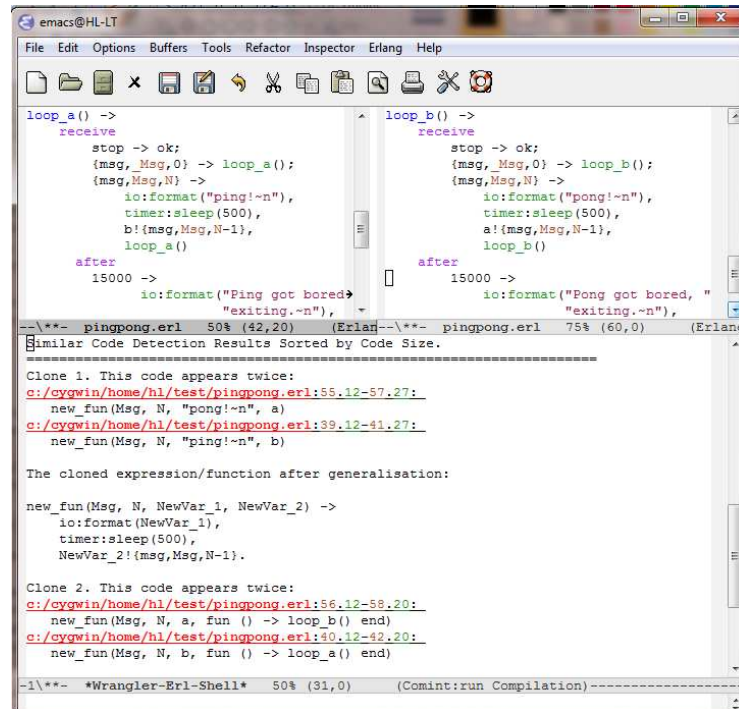 emacs@HL-LT
File Edit Options Buffers Tools Refactor Inspector Erlang Help
loop_a() ->
    receive
        stop -> ok;
        {msg,_Msg,0} -> loop_a();
        {msg,Msg,N} ->
            io:format("ping!~n"),
            timer:sleep(500),
            b!{msg,Msg,N-1},
            loop_a()
    after
        15000 ->
            io:format("Ping got bored
                      "exiting.~n"),
--\**- pingpong.erl 50% (42,20) (Erlan
loop_b() ->
    receive
        stop -> ok;
        {msg,_Msg,0} -> loop_b();
        {msg,Msg,N} ->
            io:format("pong!~n"),
            timer:sleep(500),
            a!{msg,Msg,N-1},
            loop_b()
    after
        15000 ->
            io:format("Pong got bored, "
                      "exiting.~n"),
--\**- pingpong.erl 75% (60,0) (Erlan
Similar Code Detection Results Sorted by Code Size.
======================================================================
Clone 1. This code appears twice:
c:/cygwin/home/hl/test/pingpong.erl:55.12-57.27:
   new_fun(Msg, N, "pong!~n", a)
c:/cygwin/home/hl/test/pingpong.erl:39.12-41.27:
   new_fun(Msg, N, "ping!~n", b)
The cloned expression/function after generalisation:
new_fun(Msg, N, NewVar_1, NewVar_2) ->
    io:format(NewVar_1),
    timer:sleep(500),
    NewVar_2!{msg,Msg,N-1}.
Clone 2. This code appears twice:
c:/cygwin/home/hl/test/pingpong.erl:56.12-58.20:
   new_fun(Msg, N, a, fun () -> loop_b() end)
c:/cygwin/home/hl/test/pingpong.erl:40.12-42.20:
   new_fun(Msg, N, b, fun () -> loop_a() end)
-1\**- *Wrangler-Erl-Shell* 50% (31,0) (Comint:run Compilation)--------------------